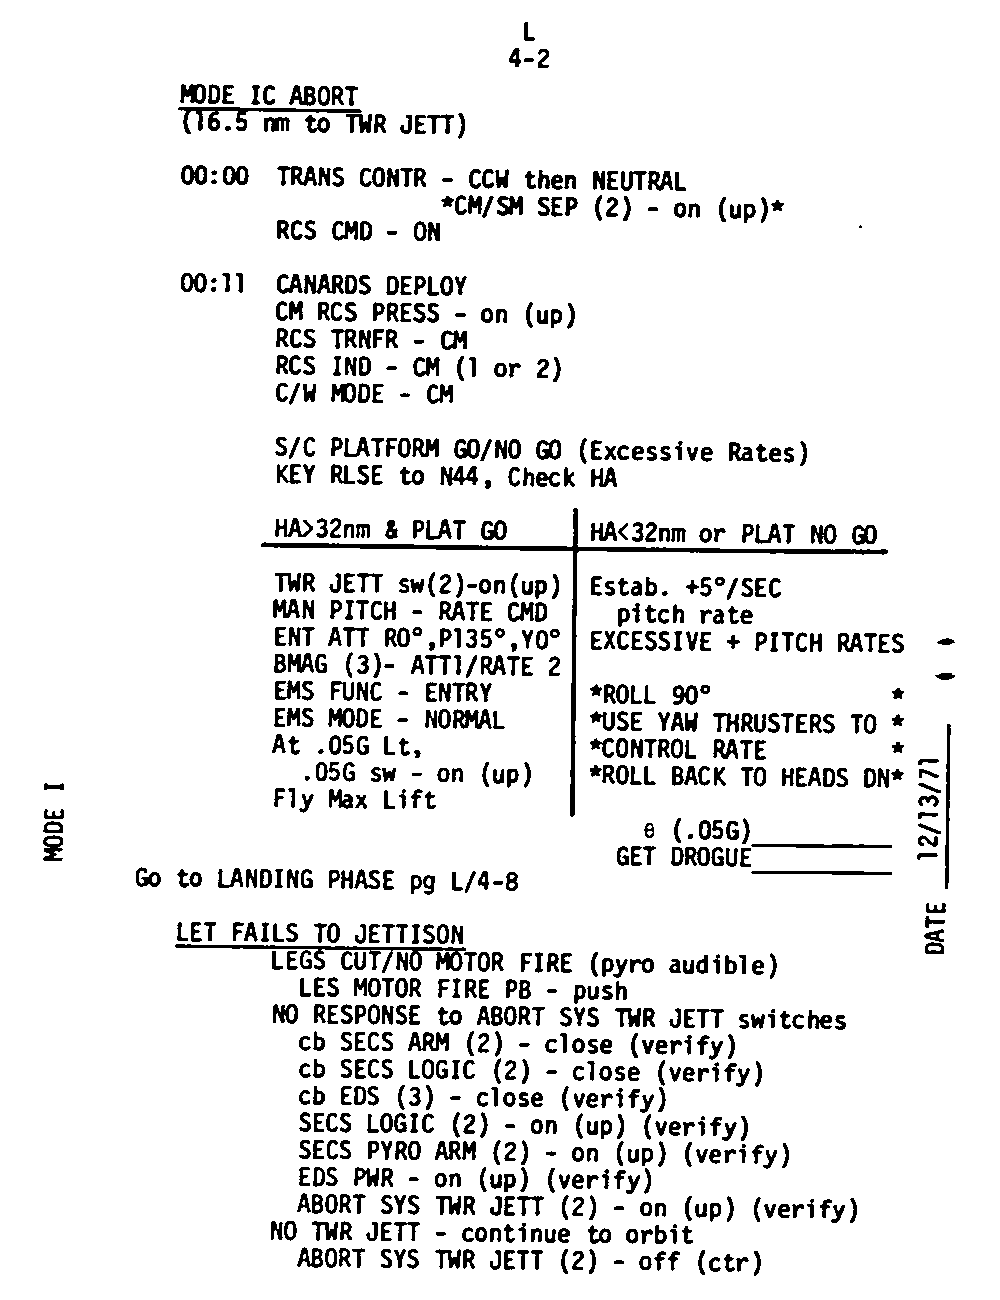 L
4-2
MODE IC ABORT
(16.5 nm to TWR JETT)
00:00 TRANS CONTR - CCW then NEUTRAL
*CM/SM SEP (2) - on (up)*
RCS CMD - ON
00:11 CANARDS DEPLOY
CM RCS PRESS - on (up)
RCS TRNFR - CM
RCS IND - CM (1 or 2)
C/W MODE - CM
S/C PLATFORM GO/NO GO (Excessive Rates)
KEY RLSE to N44, Check HA
HA>32nm & PLAT GO
TWR JETT sw(2)-on(up)
MAN PITCH - RATE CMD
ENT ATT R0°,P135°,Y0°
BMAG (3)- ATT1/RATE 2
EMS FUNC - ENTRY
EMS MODE - NORMAL
At .05G Lt,
.05G sw - on (up)
Fly Max Lift
HA<32nm or PLAT NO GO
Estab. +5°/SEC
pitch rate
EXCESSIVE + PITCH RATES
*ROLL 90° *
*USE YAW THRUSTERS TO *
*CONTROL RATE *
*ROLL BACK TO HEADS DN*
θ (.05G)
GET DROGUE
Go to LANDING PHASE pg L/4-8
LET FAILS TO JETTISON
LEGS CUT/NO MOTOR FIRE (pyro audible)
LES MOTOR FIRE PB - push
NO RESPONSE to ABORT SYS TWR JETT switches
cb SECS ARM (2) - close (verify)
cb SECS LOGIC (2) - close (verify)
cb EDS (3) - close (verify)
SECS LOGIC (2) - on (up) (verify)
SECS PYRO ARM (2) - on (up) (verify)
EDS PWR - on (up) (verify)
ABORT SYS TWR JETT (2) - on (up) (verify)
NO TWR JETT - continue to orbit
ABORT SYS TWR JETT (2) - off (ctr)
MODE I
DATE 12/13/71